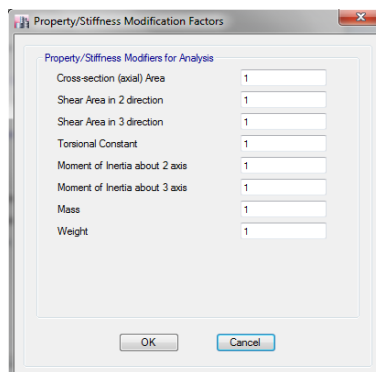 Property/Stiffness Modification Factors
Property/Stiffness Modifiers for Analysis
Cross-section (axial) Area 1
Shear Area in 2 direction 1
Shear Area in 3 direction 1
Torsional Constant 1
Moment of Inertia about 2 axis 1
Moment of Inertia about 3 axis 1
Mass 1
Weight 1
OK Cancel